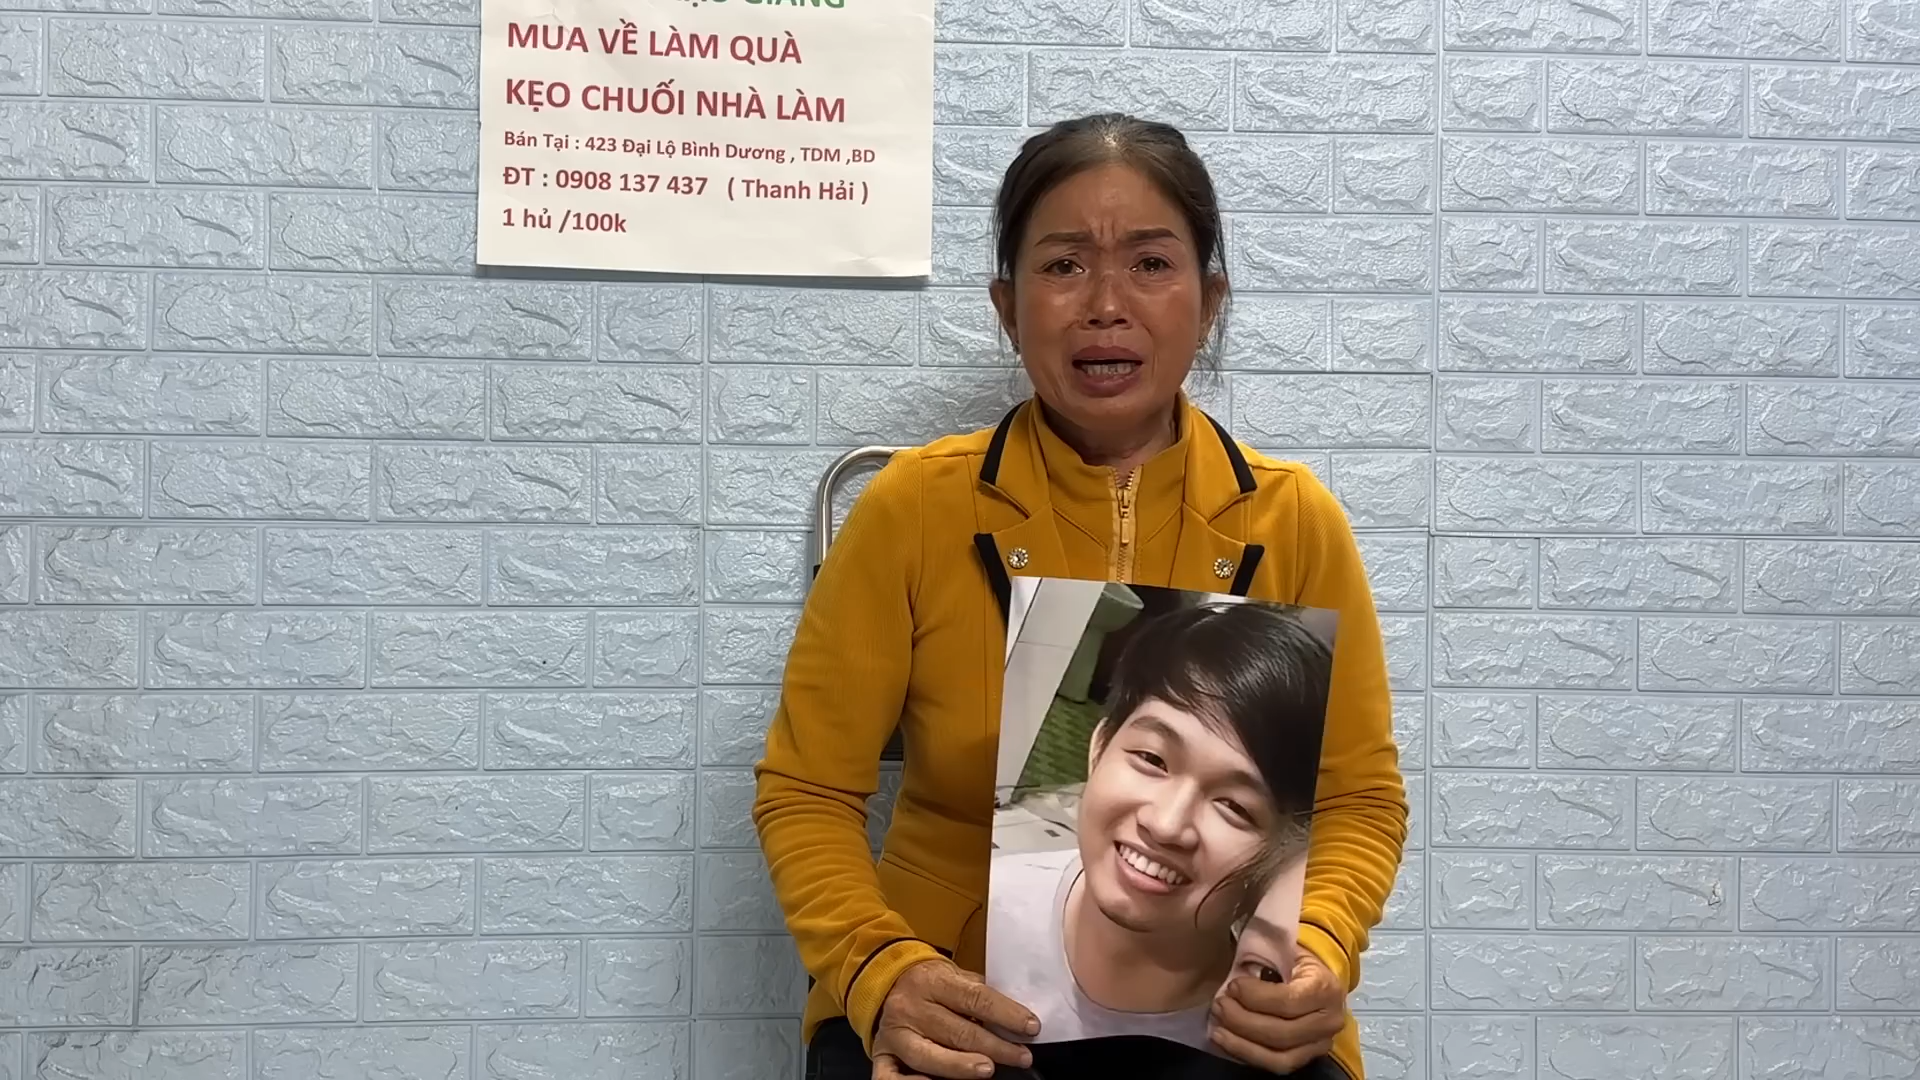 GIANG
MUA VỀ LÀM QUÀ
KẸO CHUỐI NHÀ LÀM
Bán Tại : 423 Đại Lộ Bình Dương , TDM ,BD
ĐT : 0908 137 437 ( Thanh Hải )
1 hủ /100k